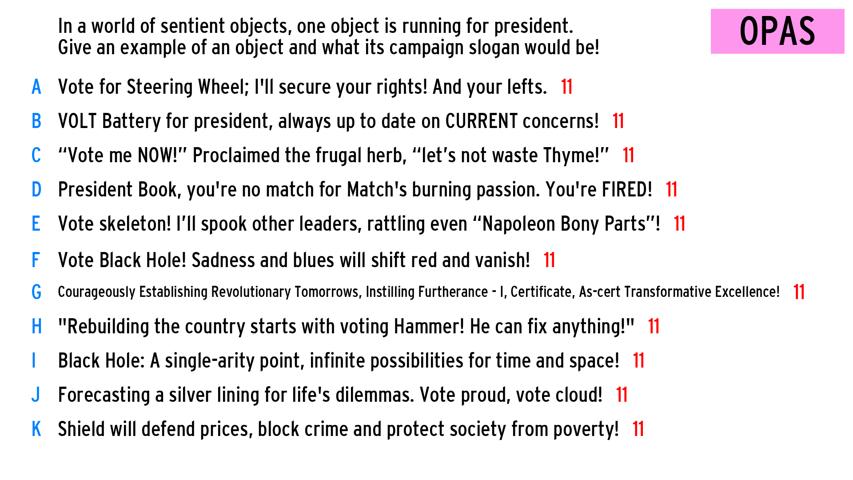 In a world of sentient objects, one object is running for president.
Give an example of an object and what its campaign slogan would be!
OPAS
A Vote for Steering Wheel; I'll secure your rights! And your lefts. 11
B VOLT Battery for president, always up to date on CURRENT concerns! 11
C “Vote me NOW!” Proclaimed the frugal herb, “let’s not waste Thyme!” 11
D President Book, you're no match for Match's burning passion. You're FIRED! 11
E Vote skeleton! I’ll spook other leaders, rattling even “Napoleon Bony Parts”! 11
F Vote Black Hole! Sadness and blues will shift red and vanish! 11
G Courageously Establishing Revolutionary Tomorrows, Instilling Furtherance - I, Certificate, As-cert Transformative Excellence! 11
H "Rebuilding the country starts with voting Hammer! He can fix anything!" 11
I Black Hole: A single-arity point, infinite possibilities for time and space! 11
J Forecasting a silver lining for life's dilemmas. Vote proud, vote cloud! 11
K Shield will defend prices, block crime and protect society from poverty! 11